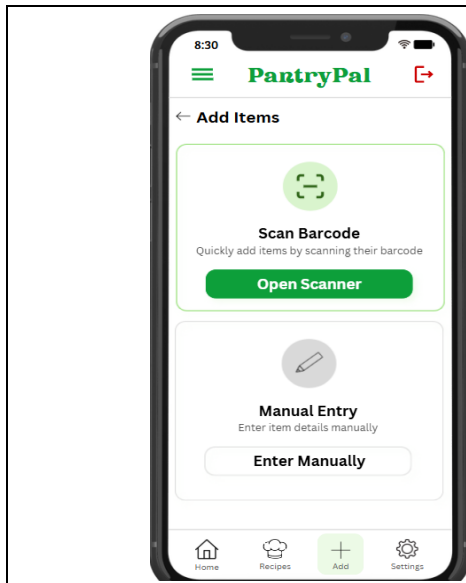 8:30
PantryPal
Add Items
Scan Barcode
Quickly add items by scanning their barcode
Open Scanner
Manual Entry
Enter item details manually
Enter Manually
Home Recipes Add Settings